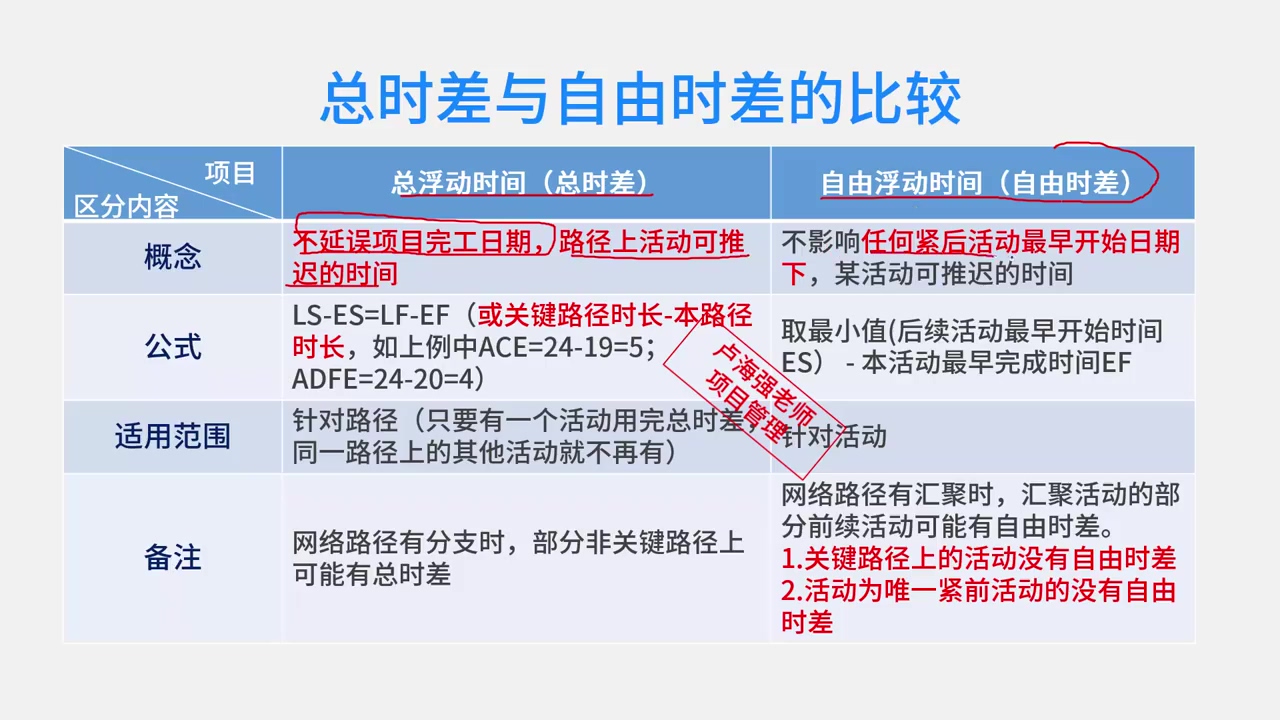 总时差与自由时差的比较
项目
区分内容
总浮动时间（总时差）
自由浮动时间（自由时差）
概念
不延误项目完工日期，路径上活动可推
迟的时间
不影响任何紧后活动最早开始日期
下，某活动可推迟的时间
公式
LS-ES=LF-EF（或关键路径时长-本路径
时长，如上例中ACE=24-19=5；
ADFE=24-20=4）
取最小值(后续活动最早开始时间
ES） - 本活动最早完成时间EF
卢海强老师
项目管理
适用范围
针对路径（只要有一个活动用完总时差，
同一路径上的其他活动就不再有）
针对活动
备注
网络路径有分支时，部分非关键路径上
可能有总时差
网络路径有汇聚时，汇聚活动的部
分前续活动可能有自由时差。
1.关键路径上的活动没有自由时差
2.活动为唯一紧前活动的没有自由
时差